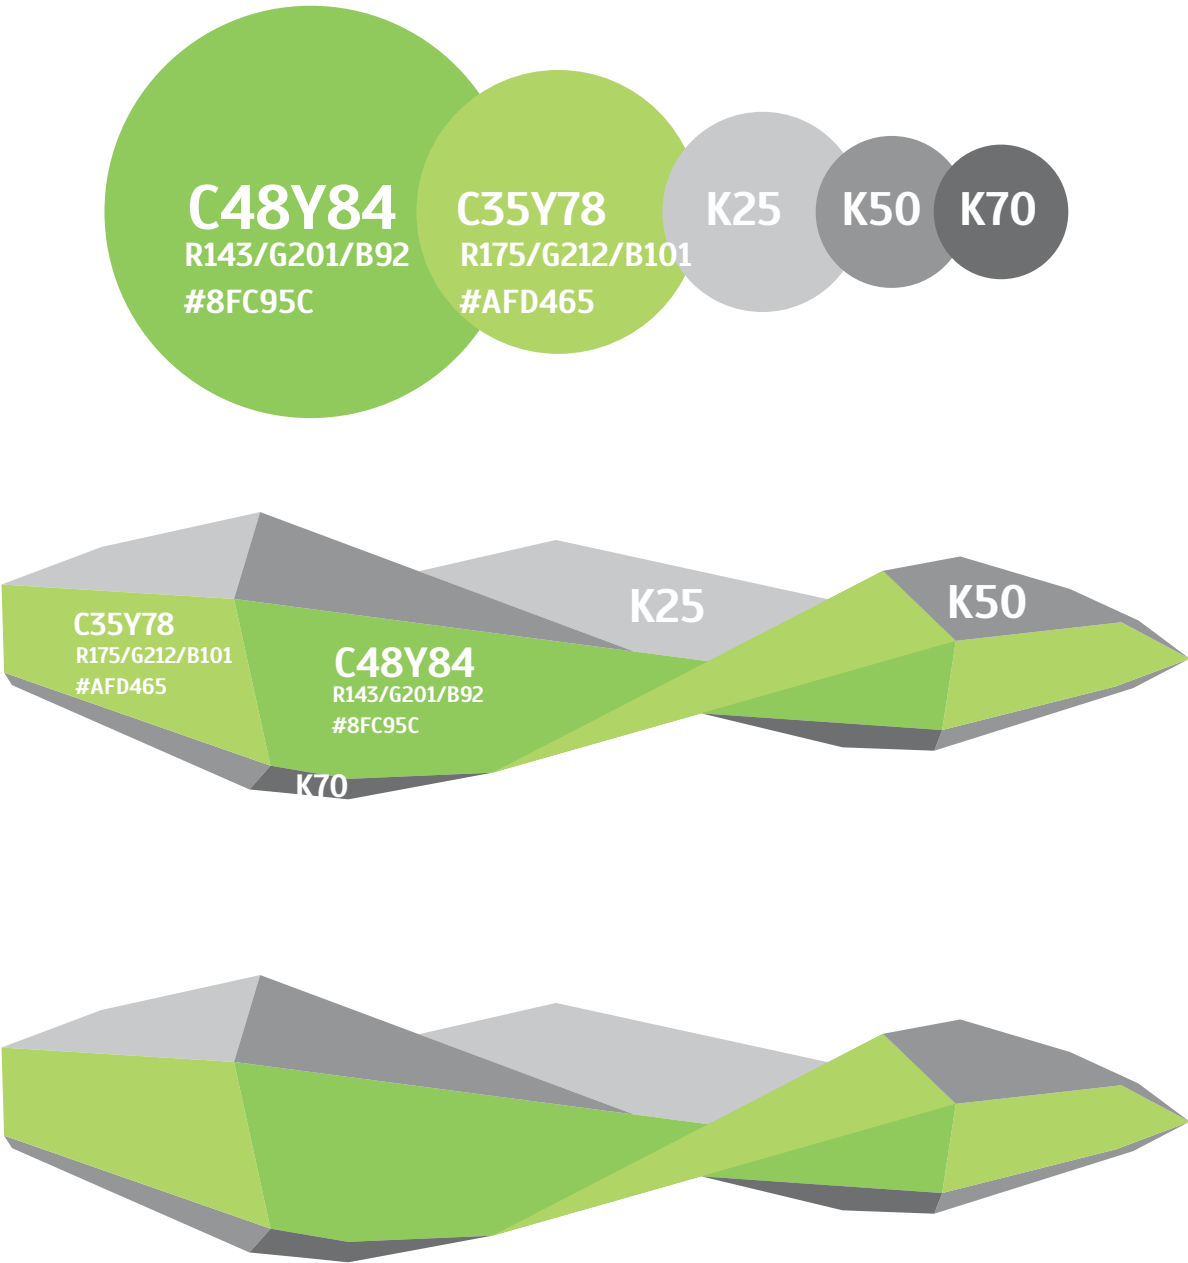 C48Y84
R143/G201/B92
#8FC95C
C35Y78
R175/G212/B101
#AFD465
K25
K50
K70
C35Y78
R175/G212/B101
#AFD465
C48Y84
R143/G201/B92
#8FC95C
K70
K25
K50